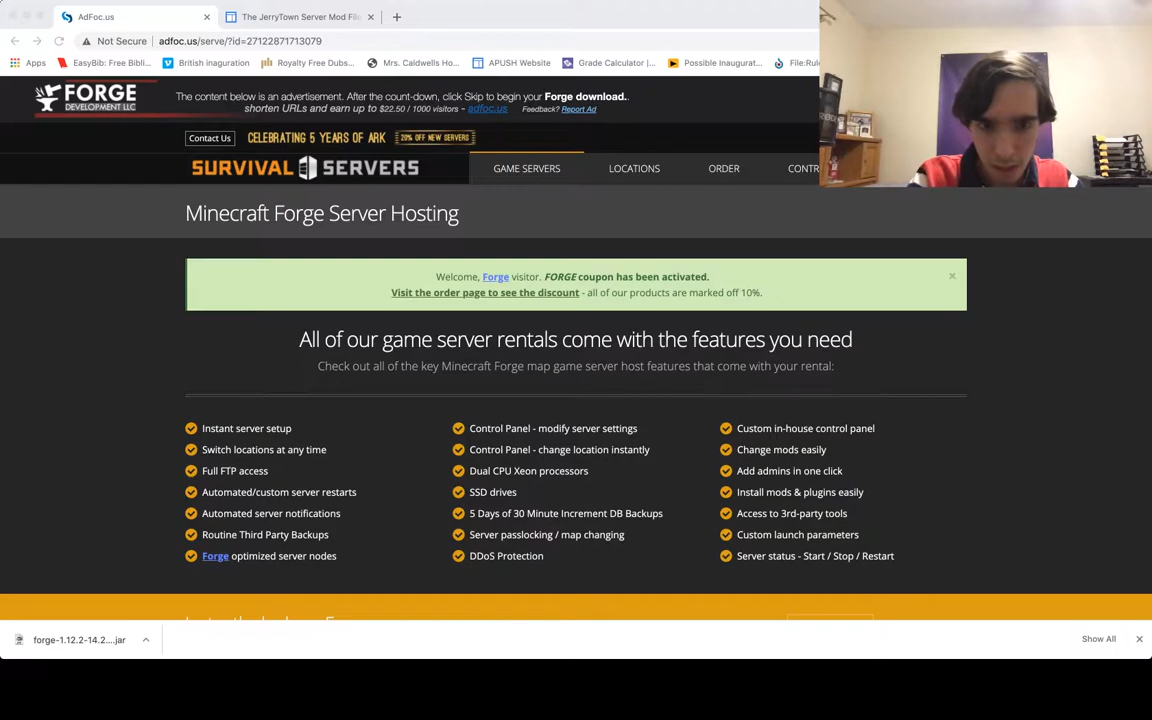 AdFoc.us
The JerryTown Server Mod File
Not Secure adfoc.us/serve/?id=27122871713079
Apps EasyBib: Free Bibli... British inaguration Royalty Free Dubs... Mrs. Caldwells Ho... APUSH Website Grade Calculator |... Possible Inaugurat... File:Rule
FORGE
DEVELOPMENT LLC
The content below is an advertisement. After the count-down, click Skip to begin your Forge download..
shorten URLs and earn up to $22.50 / 1000 visitors - adfoc.us Feedback? Report Ad
Contact Us CELEBRATING 5 YEARS OF ARK 20% OFF NEW SERVERS
SURVIVAL SERVERS GAME SERVERS LOCATIONS ORDER CONTR
Minecraft Forge Server Hosting
Welcome, Forge visitor. FORGE coupon has been activated.
Visit the order page to see the discount - all of our products are marked off 10%.
All of our game server rentals come with the features you need
Check out all of the key Minecraft Forge map game server host features that come with your rental:
Instant server setup
Switch locations at any time
Full FTP access
Automated/custom server restarts
Automated server notifications
Routine Third Party Backups
Forge optimized server nodes
Control Panel - modify server settings
Control Panel - change location instantly
Dual CPU Xeon processors
SSD drives
5 Days of 30 Minute Increment DB Backups
Server passlocking / map changing
DDoS Protection
Custom in-house control panel
Change mods easily
Add admins in one click
Install mods & plugins easily
Access to 3rd-party tools
Custom launch parameters
Server status - Start / Stop / Restart
forge-1.12.2-14.2....jar
Show All